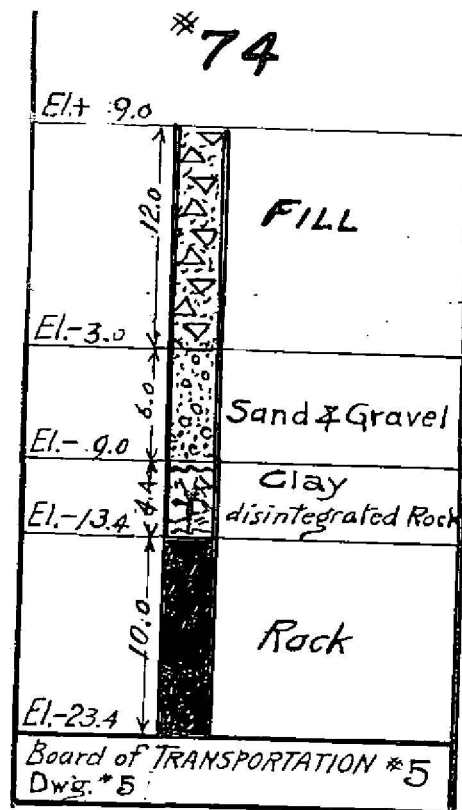 #74
El.+ 9.0
12.0
FILL
El.-3.0
6.0
Sand & Gravel
El.-9.0
4.4
Clay
disintegrated Rock
El.-13.4
10.0
Rock
El.-23.4
Board of TRANSPORTATION #5
Dwg. #5